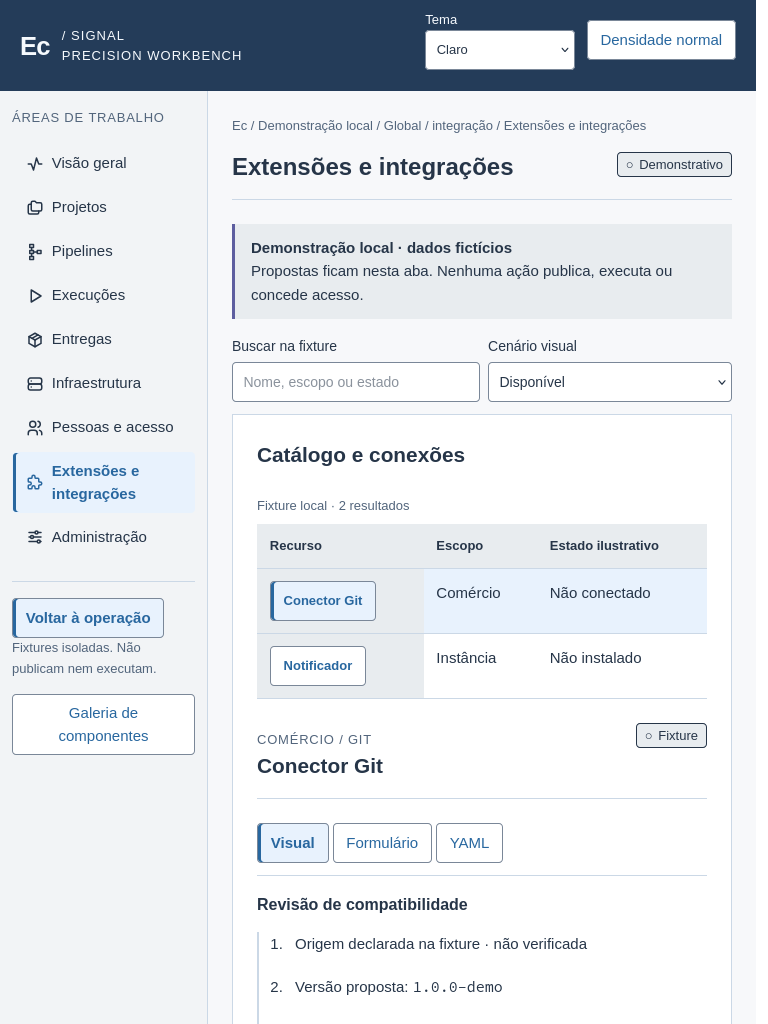 Ec
/ SIGNAL
PRECISION WORKBENCH
Tema
Claro
Densidade normal
ÁREAS DE TRABALHO
Visão geral
Projetos
Pipelines
Execuções
Entregas
Infraestrutura
Pessoas e acesso
Extensões e
integrações
Administração
Voltar à operação
Fixtures isoladas. Não
publicam nem executam.
Galeria de
componentes
Ec / Demonstração local / Global / integração / Extensões e integrações
Extensões e integrações
○ Demonstrativo
Demonstração local · dados fictícios
Propostas ficam nesta aba. Nenhuma ação publica, executa ou
concede acesso.
Buscar na fixture
Cenário visual
Nome, escopo ou estado
Disponível
Catálogo e conexões
Fixture local · 2 resultados
Recurso Escopo Estado ilustrativo
Conector Git Comércio Não conectado
Notificador Instância Não instalado
COMÉRCIO / GIT
○ Fixture
Conector Git
Visual Formulário YAML
Revisão de compatibilidade
1. Origem declarada na fixture · não verificada
2. Versão proposta: 1.0.0-demo